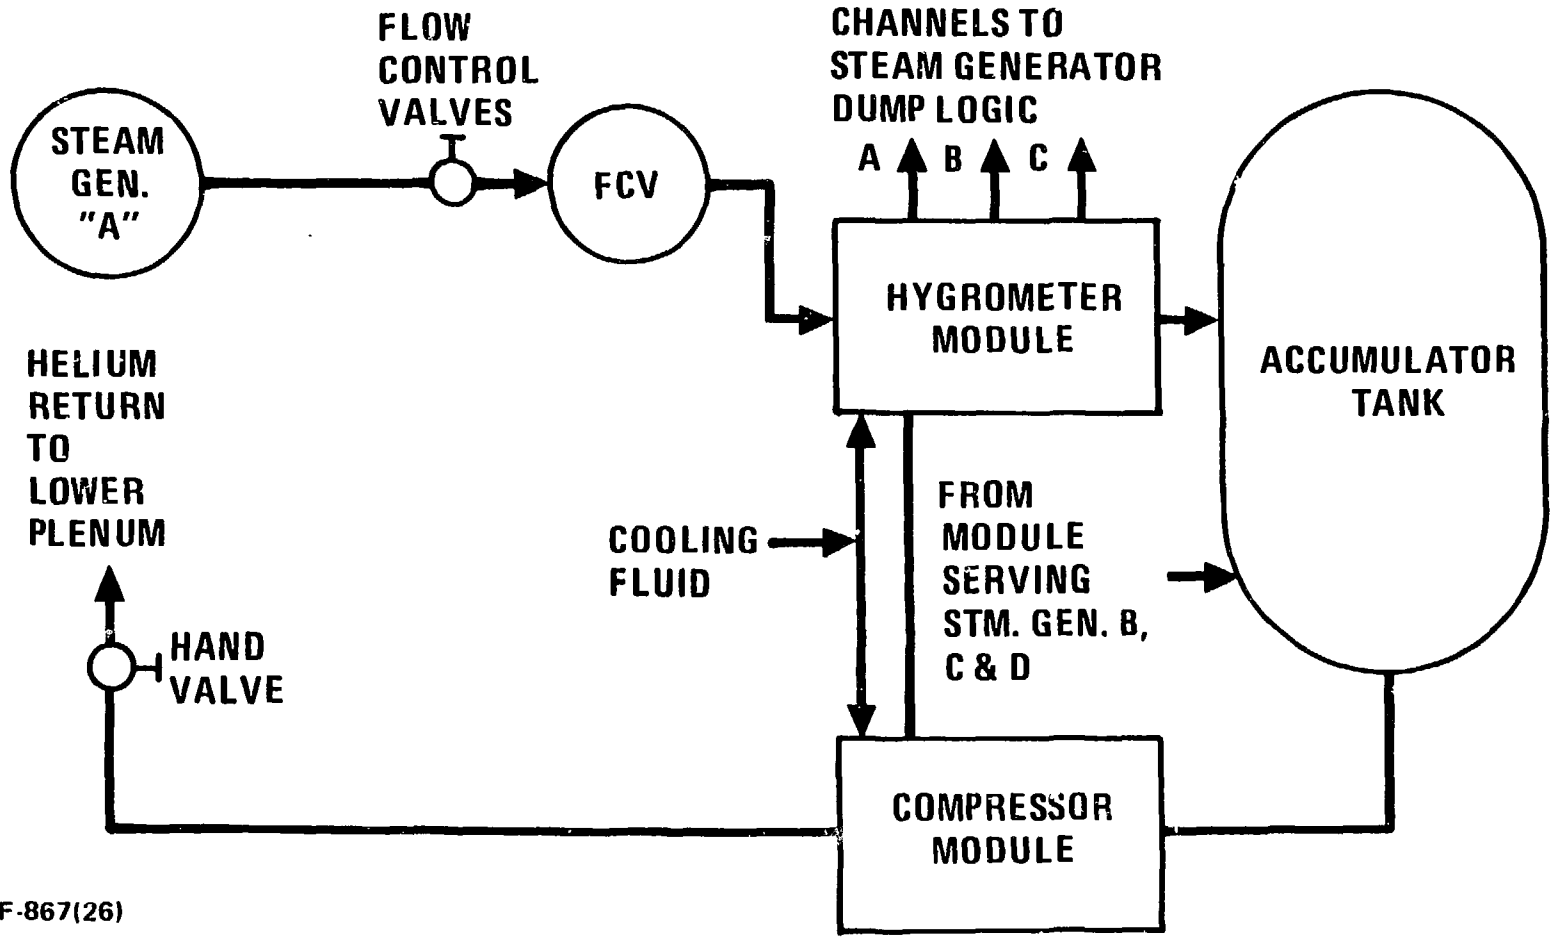 FLOW
CONTROL
VALVES
CHANNELS TO
STEAM GENERATOR
DUMP LOGIC
A B C
STEAM
GEN.
"A"
FCV
HYGROMETER
MODULE
ACCUMULATOR
TANK
HELIUM
RETURN
TO
LOWER
PLENUM
COOLING
FLUID
FROM
MODULE
SERVING
STM. GEN. B,
C & D
HAND
VALVE
COMPRESSOR
MODULE
F-867(26)